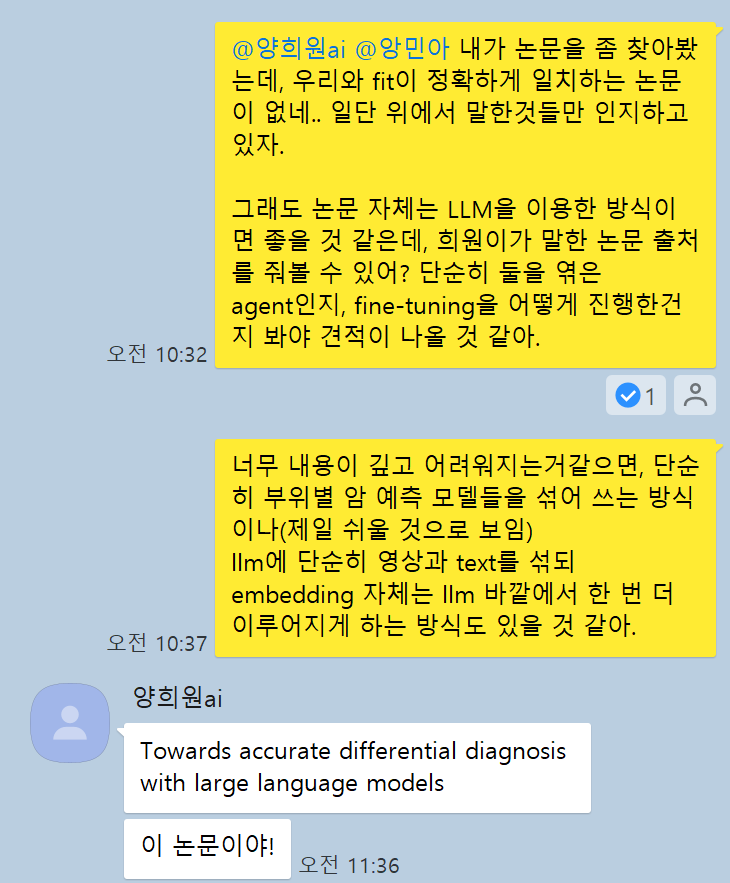 @양희원ai @앙민아 내가 논문을 좀 찾아봤
는데, 우리와 fit이 정확하게 일치하는 논문
이 없네.. 일단 위에서 말한것들만 인지하고
있자.
그래도 논문 자체는 LLM을 이용한 방식이
면 좋을 것 같은데, 희원이가 말한 논문 출처
를 줘볼 수 있어? 단순히 둘을 엮은
agent인지, fine-tuning을 어떻게 진행한건
지 봐야 견적이 나올 것 같아.
오전 10:32
1
너무 내용이 깊고 어려워지는거같으면, 단순
히 부위별 암 예측 모델들을 섞어 쓰는 방식
이나(제일 쉬울 것으로 보임)
llm에 단순히 영상과 text를 섞되
embedding 자체는 llm 바깥에서 한 번 더
이루어지게 하는 방식도 있을 것 같아.
오전 10:37
양희원ai
Towards accurate differential diagnosis
with large language models
이 논문이야!
오전 11:36